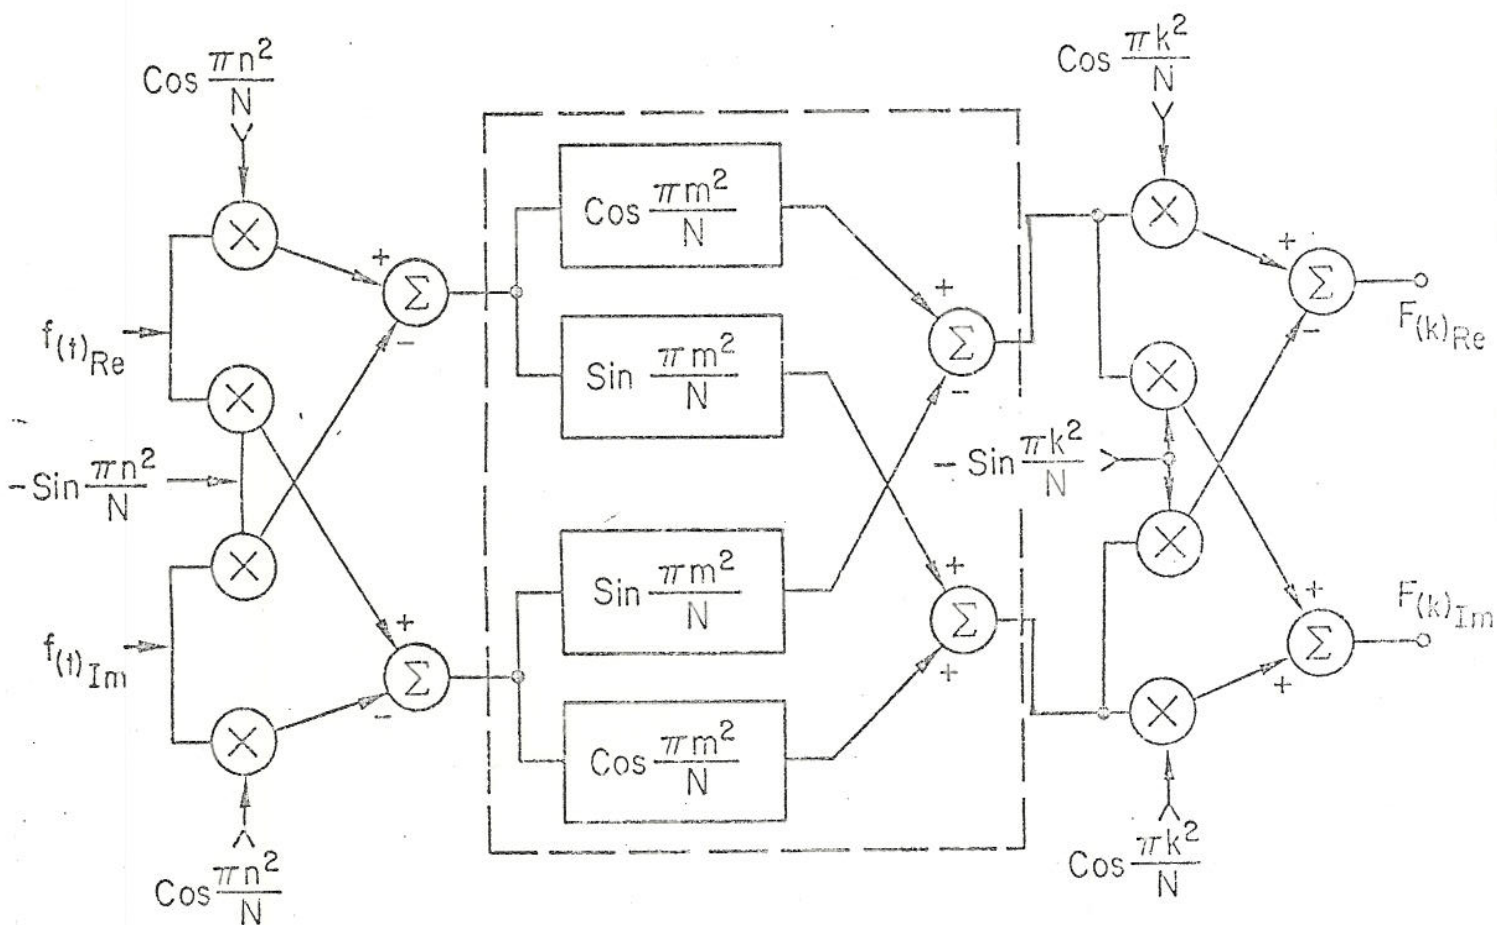 Cos πn²/N
Cos πk²/N
×
×
+
Σ
-
Cos πm²/N
+
Σ
-
+
Σ
-
F(k)Re
f(t)Re
×
Sin πm²/N
×
-Sin πn²/N
-Sin πk²/N
×
×
Sin πm²/N
+
Σ
+
f(t)Im
+
Σ
-
+
Σ
+
F(k)Im
×
Cos πm²/N
×
Cos πn²/N
Cos πk²/N